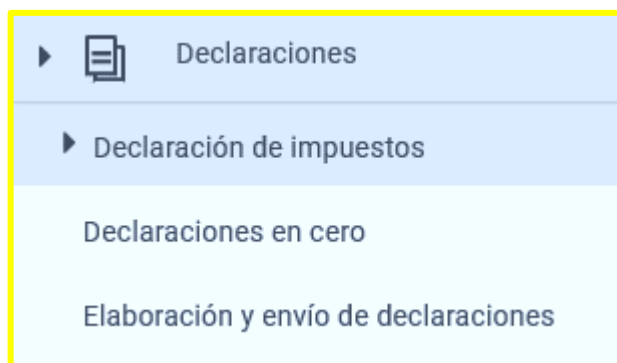 Declaraciones
Declaración de impuestos
Declaraciones en cero
Elaboración y envío de declaraciones